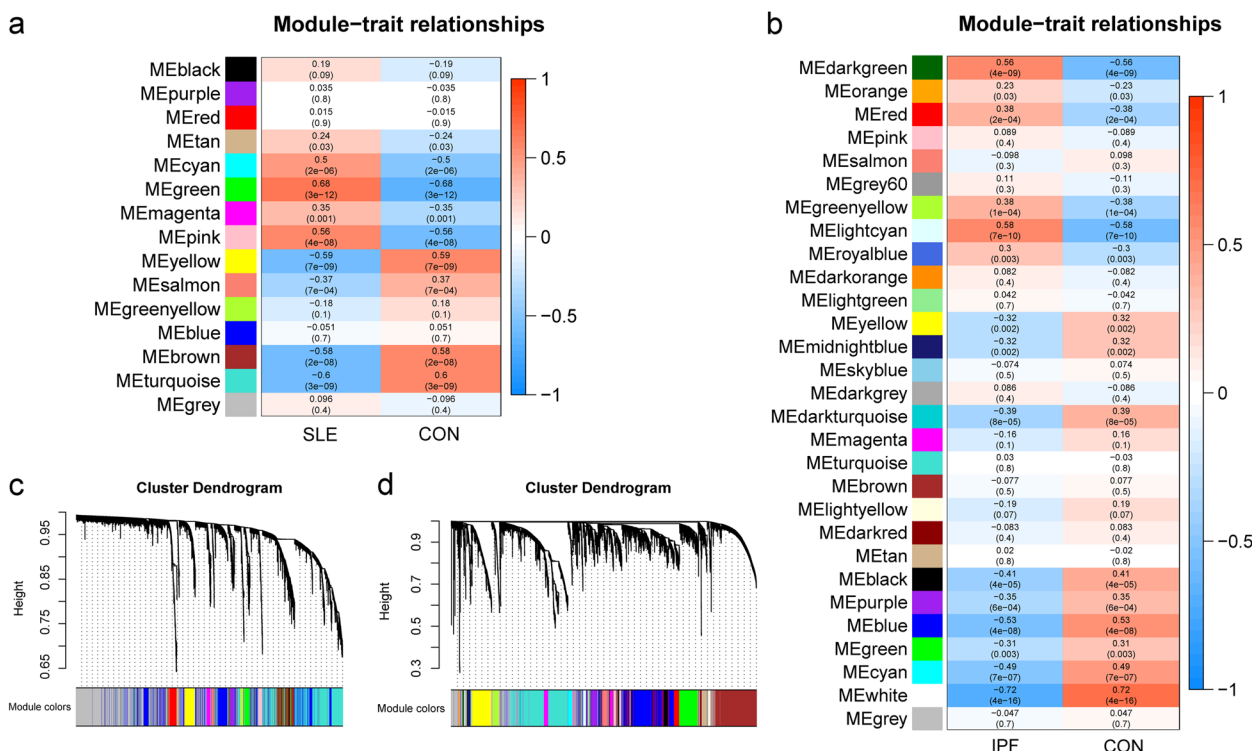 a
Module−trait relationships
MEblack 0.19 −0.19
(0.09) (0.09)
MEpurple 0.035 −0.035
(0.8) (0.8)
MEred 0.015 −0.015
(0.9) (0.9)
MEtan 0.24 −0.24
(0.03) (0.03)
MEcyan 0.5 −0.5
(2e−06) (2e−06)
MEgreen 0.68 −0.68
(3e−12) (3e−12)
MEmagenta 0.35 −0.35
(0.001) (0.001)
MEpink 0.56 −0.56
(4e−08) (4e−08)
MEyellow −0.59 0.59
(7e−09) (7e−09)
MEsalmon −0.37 0.37
(7e−04) (7e−04)
MEgreenyellow −0.18 0.18
(0.1) (0.1)
MEblue −0.051 0.051
(0.7) (0.7)
MEbrown −0.58 0.58
(2e−08) (2e−08)
MEturquoise −0.6 0.6
(3e−09) (3e−09)
MEgrey 0.096 −0.096
(0.4) (0.4)
SLE CON
1
0.5
0
−0.5
−1
b
Module−trait relationships
MEdarkgreen 0.56 −0.56
(4e−09) (4e−09)
MEorange 0.23 −0.23
(0.03) (0.03)
MEred 0.38 −0.38
(2e−04) (2e−04)
MEpink 0.089 −0.089
(0.4) (0.4)
MEsalmon −0.098 0.098
(0.3) (0.3)
MEgrey60 0.11 −0.11
(0.3) (0.3)
MEgreenyellow 0.38 −0.38
(1e−04) (1e−04)
MElightcyan 0.58 −0.58
(7e−10) (7e−10)
MEroyalblue 0.3 −0.3
(0.003) (0.003)
MEdarkorange 0.082 −0.082
(0.4) (0.4)
MElightgreen 0.042 −0.042
(0.7) (0.7)
MEyellow −0.32 0.32
(0.002) (0.002)
MEmidnightblue −0.32 0.32
(0.002) (0.002)
MEskyblue −0.074 0.074
(0.5) (0.5)
MEdarkgrey 0.086 −0.086
(0.4) (0.4)
MEdarkturquoise −0.39 0.39
(8e−05) (8e−05)
MEmagenta −0.16 0.16
(0.1) (0.1)
MEturquoise 0.03 −0.03
(0.8) (0.8)
MEbrown −0.077 0.077
(0.5) (0.5)
MElightyellow −0.19 0.19
(0.07) (0.07)
MEdarkred −0.083 0.083
(0.4) (0.4)
MEtan 0.02 −0.02
(0.8) (0.8)
MEblack −0.41 0.41
(4e−05) (4e−05)
MEpurple −0.35 0.35
(6e−04) (6e−04)
MEblue −0.53 0.53
(4e−08) (4e−08)
MEgreen −0.31 0.31
(0.003) (0.003)
MEcyan −0.49 0.49
(7e−07) (7e−07)
MEwhite −0.72 0.72
(4e−16) (4e−16)
MEgrey −0.047 0.047
(0.7) (0.7)
IPF CON
1
0.5
0
−0.5
−1
c
Cluster Dendrogram
Height
0.95
0.85
0.75
0.65
Module colors
d
Cluster Dendrogram
Height
0.9
0.7
0.5
0.3
Module colors